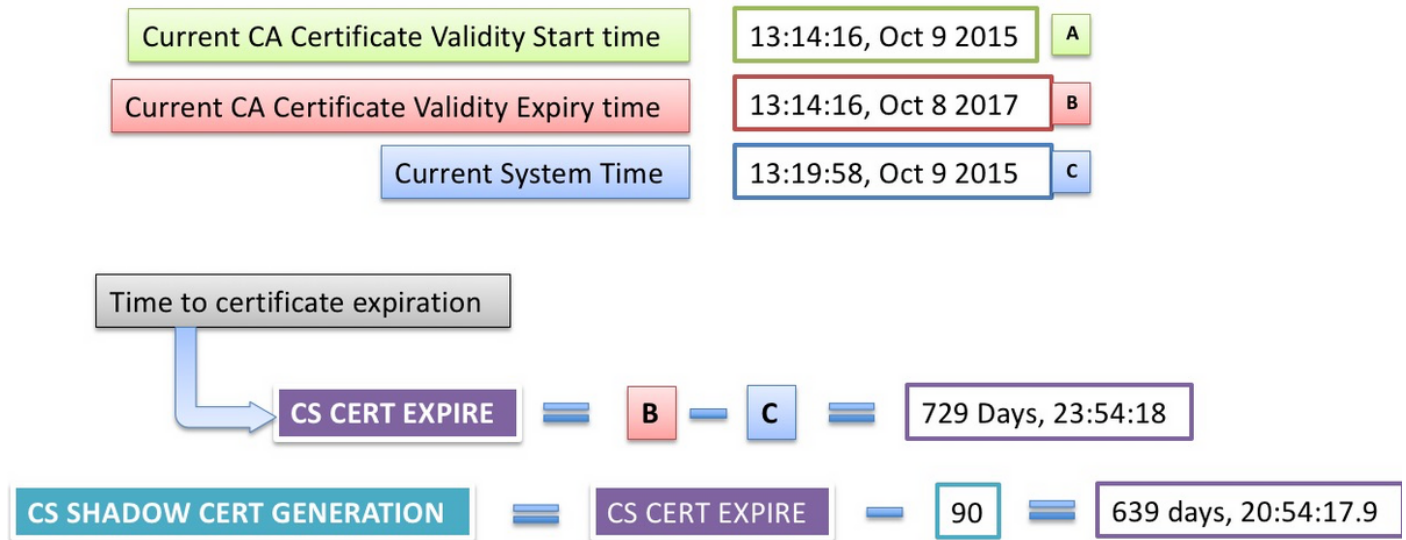 Current CA Certificate Validity Start time 13:14:16, Oct 9 2015 A
Current CA Certificate Validity Expiry time 13:14:16, Oct 8 2017 B
Current System Time 13:19:58, Oct 9 2015 C
Time to certificate expiration
CS CERT EXPIRE = B - C = 729 Days, 23:54:18
CS SHADOW CERT GENERATION = CS CERT EXPIRE - 90 = 639 days, 20:54:17.9